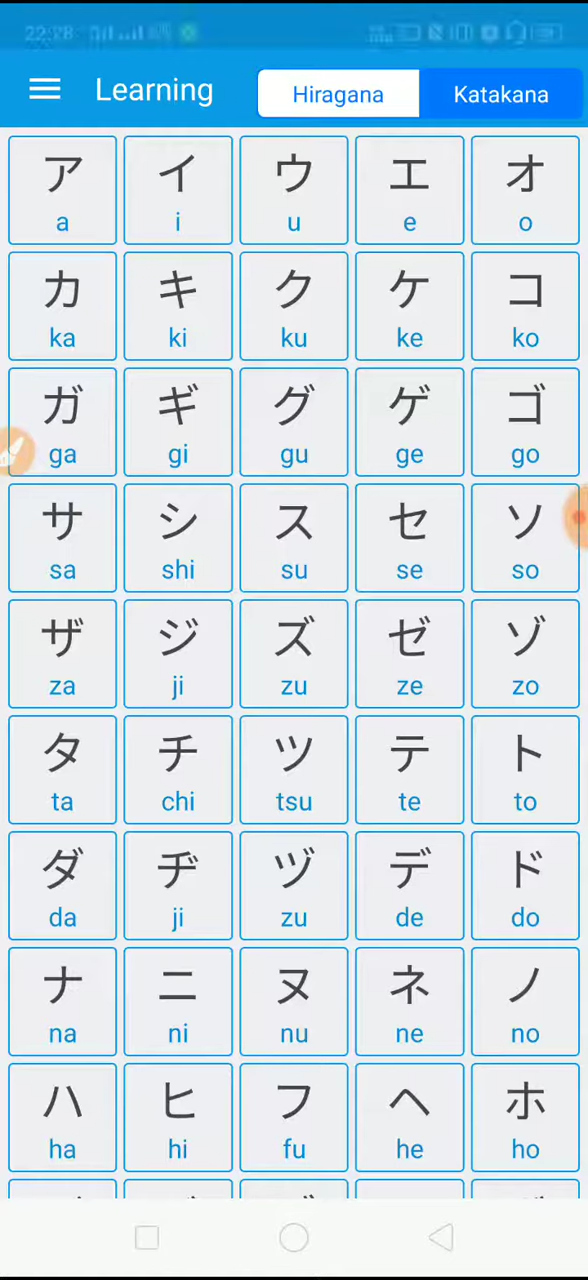 22:28
Learning Hiragana Katakana
ア イ ウ エ オ
a i u e o
カ キ ク ケ コ
ka ki ku ke ko
ガ ギ グ ゲ ゴ
ga gi gu ge go
サ シ ス セ ソ
sa shi su se so
ザ ジ ズ ゼ ゾ
za ji zu ze zo
タ チ ツ テ ト
ta chi tsu te to
ダ ヂ ヅ デ ド
da ji zu de do
ナ ニ ヌ ネ ノ
na ni nu ne no
ハ ヒ フ ヘ ホ
ha hi fu he ho